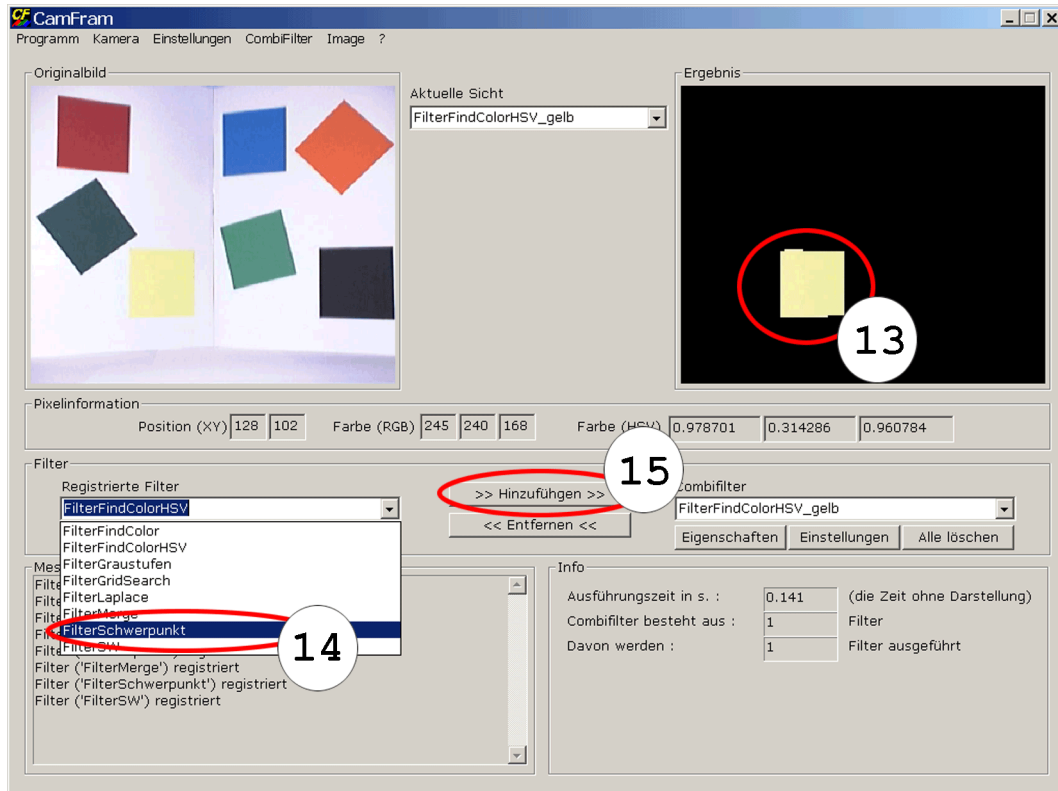 CF CamFram
Programm Kamera Einstellungen CombiFilter Image ?
Originalbild
Aktuelle Sicht
FilterFindColorHSV_gelb
Ergebnis
13
Pixelinformation
Position (XY) 128 102 Farbe (RGB) 245 240 168 Farbe (HSV) 0.978701 0.314286 0.960784
Filter
Registrierte Filter
FilterFindColorHSV
>> Hinzufühgen >>
15
<< Entfernen <<
Combifilter
FilterFindColorHSV_gelb
Eigenschaften Einstellungen Alle löschen
FilterFindColor
FilterFindColorHSV
FilterGraustufen
FilterGridSearch
FilterLaplace
FilterMerge
FilterSchwerpunkt
FilterSW
14
Filter ('FilterMerge') registriert
Filter ('FilterSchwerpunkt') registriert
Filter ('FilterSW') registriert
Info
Ausführungszeit in s. : 0.141 (die Zeit ohne Darstellung)
Combifilter besteht aus : 1 Filter
Davon werden : 1 Filter ausgeführt